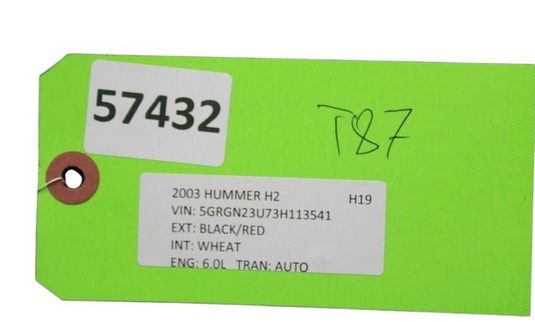 57432
T87
2003 HUMMER H2 H19
VIN: 5GRGN23U73H113541
EXT: BLACK/RED
INT: WHEAT
ENG: 6.0L TRAN: AUTO